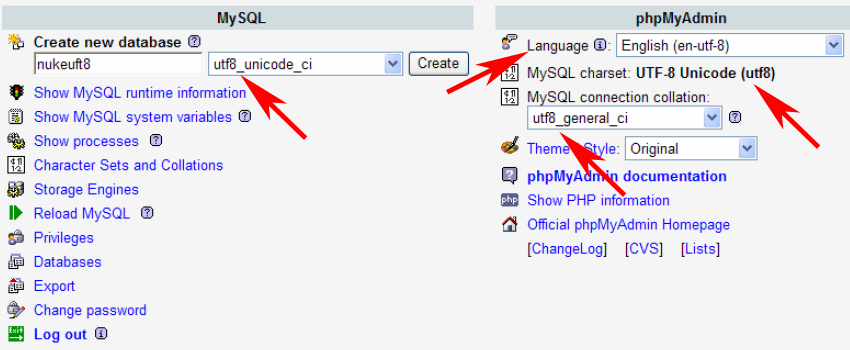 MySQL
Create new database
nukeuft8 utf8_unicode_ci Create
Show MySQL runtime information
Show MySQL system variables
Show processes
Character Sets and Collations
Storage Engines
Reload MySQL
Privileges
Databases
Export
Change password
Log out
phpMyAdmin
Language : English (en-utf-8)
MySQL charset: UTF-8 Unicode (utf8)
MySQL connection collation:
utf8_general_ci
Theme Style: Original
phpMyAdmin documentation
php Show PHP information
Official phpMyAdmin Homepage
[ChangeLog] [CVS] [Lists]